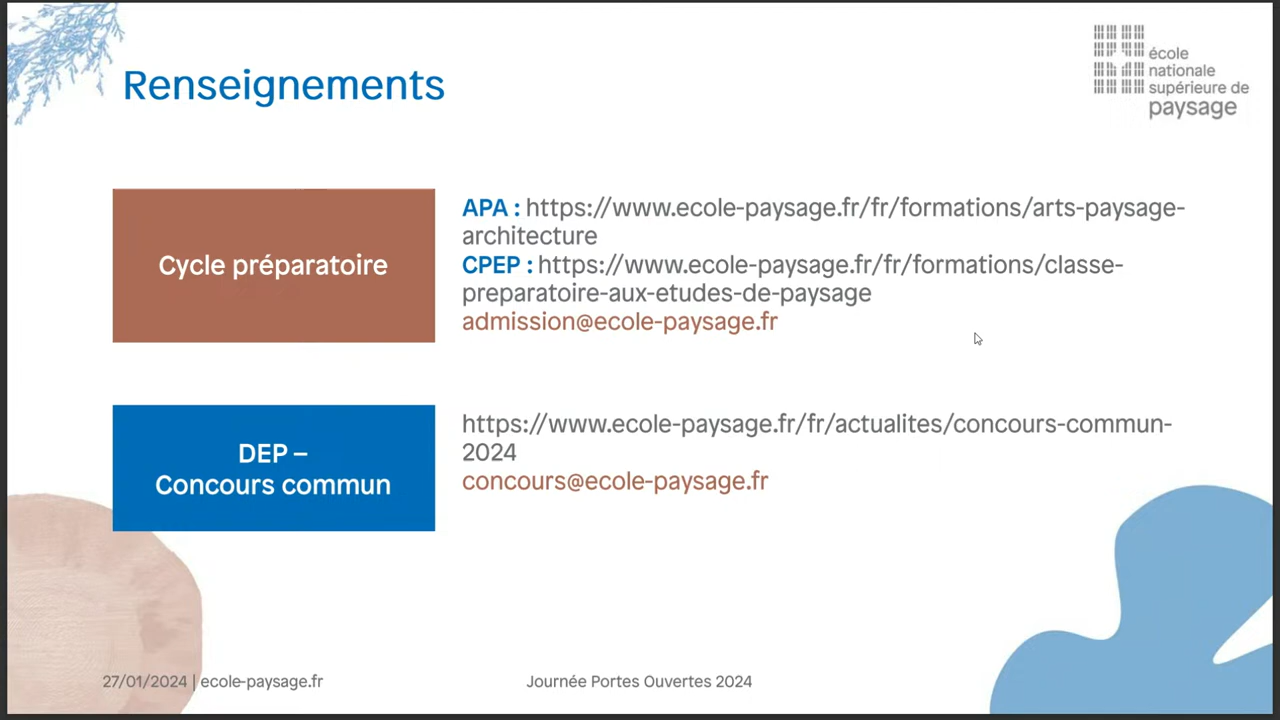 école
nationale
supérieure de
paysage
Renseignements
Cycle préparatoire
APA : https://www.ecole-paysage.fr/fr/formations/arts-paysage-
architecture
CPEP : https://www.ecole-paysage.fr/fr/formations/classe-
preparatoire-aux-etudes-de-paysage
admission@ecole-paysage.fr
DEP –
Concours commun
https://www.ecole-paysage.fr/fr/actualites/concours-commun-
2024
concours@ecole-paysage.fr
27/01/2024 | ecole-paysage.fr
Journée Portes Ouvertes 2024